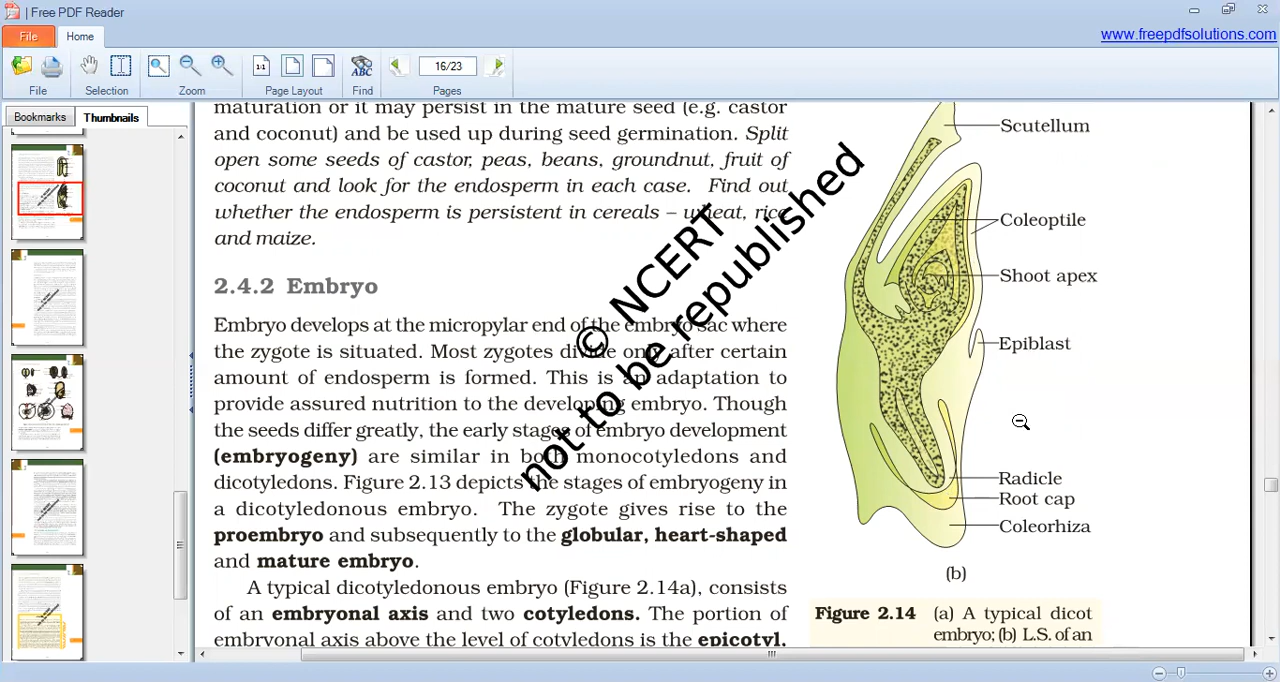 | Free PDF Reader
www.freepdfsolutions.com
File
Home
1:1
ABC
16/23
File
Selection
Zoom
Page Layout
Find
Pages
Bookmarks
Thumbnails
maturation or it may persist in the mature seed (e.g. castor
and coconut) and be used up during seed germination. Split
open some seeds of castor, peas, beans, groundnut, fruit of
coconut and look for the endosperm in each case. Find out
whether the endosperm is persistent in cereals – wheat, rice
and maize.
2.4.2 Embryo
Embryo develops at the micropylar end of the embryo sac where
the zygote is situated. Most zygotes divide only after certain
amount of endosperm is formed. This is an adaptation to
provide assured nutrition to the developing embryo. Though
the seeds differ greatly, the early stages of embryo development
(embryogeny) are similar in both monocotyledons and
dicotyledons. Figure 2.13 depicts the stages of embryogeny in
a dicotyledonous embryo. The zygote gives rise to the
proembryo and subsequently to the globular, heart-shaped
and mature embryo.
A typical dicotyledonous embryo (Figure 2.14a), consists
of an embryonal axis and two cotyledons. The portion of
embryonal axis above the level of cotyledons is the epicotyl,
© NCERT
not to be republished
Scutellum
Coleoptile
Shoot apex
Epiblast
Radicle
Root cap
Coleorhiza
(b)
Figure 2.14 (a) A typical dicot
embryo; (b) L.S. of an